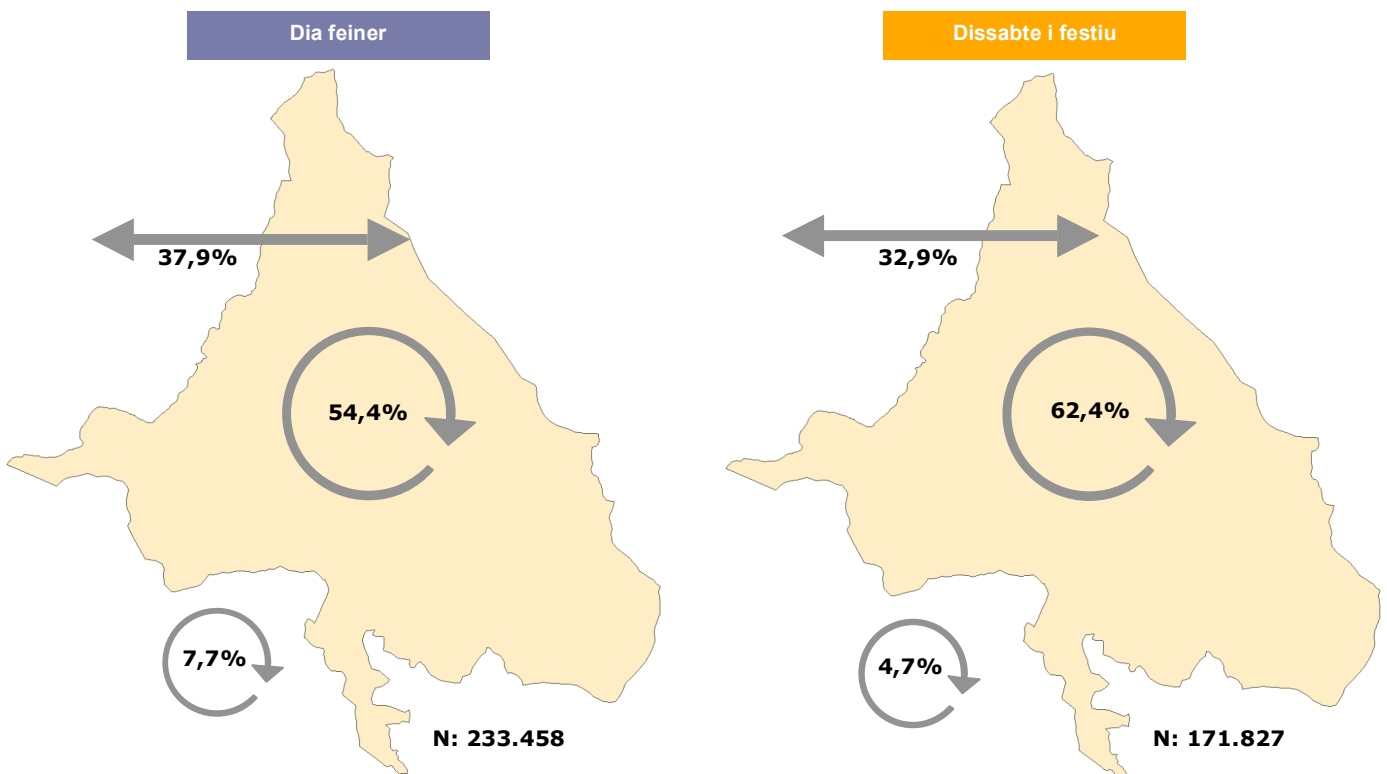 Dia feiner
37,9%
54,4%
7,7%
N: 233.458
Dissabte i festiu
32,9%
62,4%
4,7%
N: 171.827